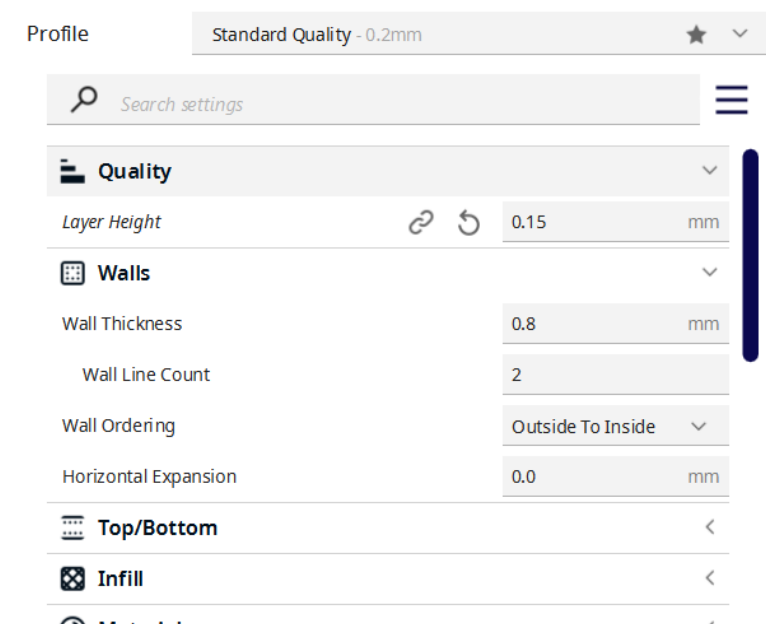 Profile
Standard Quality - 0.2mm
Search settings
Quality
Layer Height 0.15 mm
Walls
Wall Thickness 0.8 mm
Wall Line Count 2
Wall Ordering Outside To Inside
Horizontal Expansion 0.0 mm
Top/Bottom
Infill